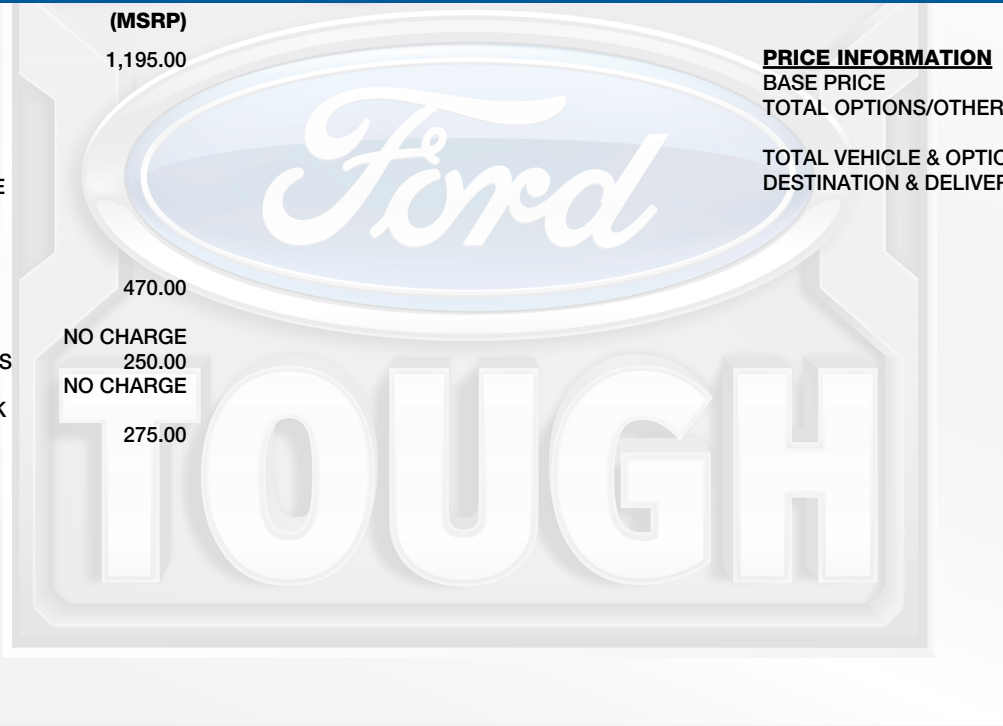 (MSRP)
1,195.00
E
470.00
NO CHARGE
S 250.00
NO CHARGE
K
275.00
PRICE INFORMATION
BASE PRICE
TOTAL OPTIONS/OTHER
TOTAL VEHICLE & OPTIO
DESTINATION & DELIVER
Ford
TOUGH